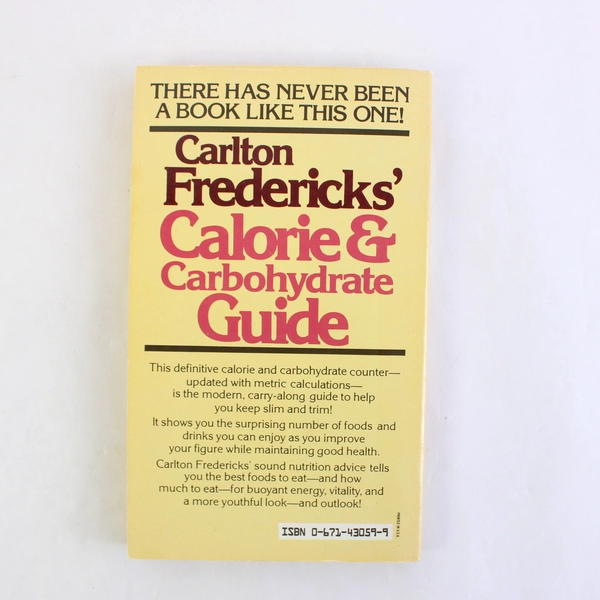 THERE HAS NEVER BEEN
A BOOK LIKE THIS ONE!
Carlton
Fredericks'
Calorie &
Carbohydrate
Guide
This definitive calorie and carbohydrate counter—
updated with metric calculations—
is the modern, carry-along guide to help
you keep slim and trim!
It shows you the surprising number of foods and
drinks you can enjoy as you improve
your figure while maintaining good health.
Carlton Fredericks' sound nutrition advice tells
you the best foods to eat—and how
much to eat—for buoyant energy, vitality, and
a more youthful look—and outlook!
ISBN 0-671-43059-9